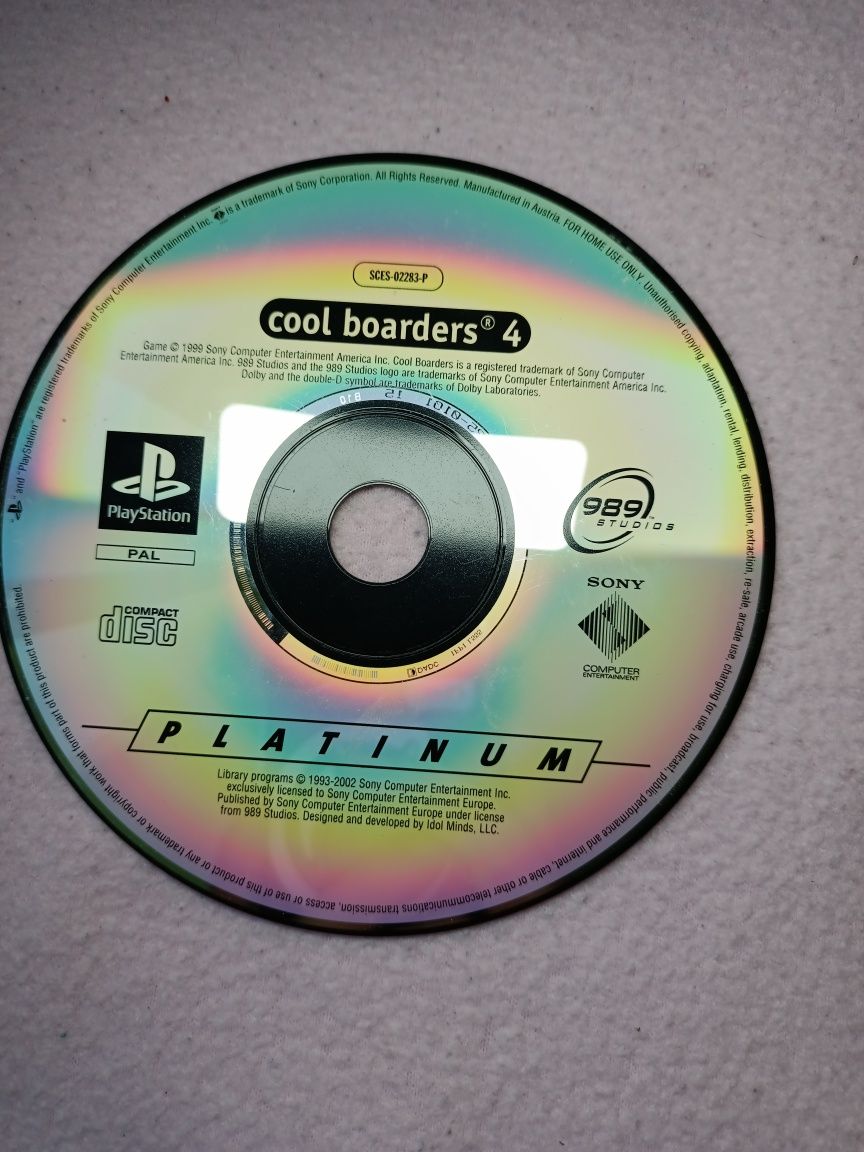 SCES-02283-P
cool boarders® 4
Game © 1999 Sony Computer Entertainment America Inc. Cool Boarders is a registered trademark of Sony Computer
Entertainment America Inc. 989 Studios and the 989 Studios logo are trademarks of Sony Computer Entertainment America Inc.
Dolby and the double-D symbol are trademarks of Dolby Laboratories.
PlayStation
PAL
COMPACT
disc
989™
STUDIOS
SONY
COMPUTER
ENTERTAINMENT
DADC
PLATINUM
Library programs © 1993-2002 Sony Computer Entertainment Inc.
exclusively licensed to Sony Computer Entertainment Europe.
Published by Sony Computer Entertainment Europe under license
from 989 Studios. Designed and developed by Idol Minds, LLC.
and "PlayStation" are registered trademarks of Sony Computer Entertainment Inc. is a trademark of Sony Corporation. All Rights Reserved. Manufactured in Austria. FOR HOME USE ONLY. Unauthorised copying, adaptation, rental, lending, distribution, extraction, re-sale, arcade use, charging for use, broadcast, public performance and internet, cable or other telecommunications transmission, access or use of this product or any trademark or copyright work that forms part of this product are prohibited.